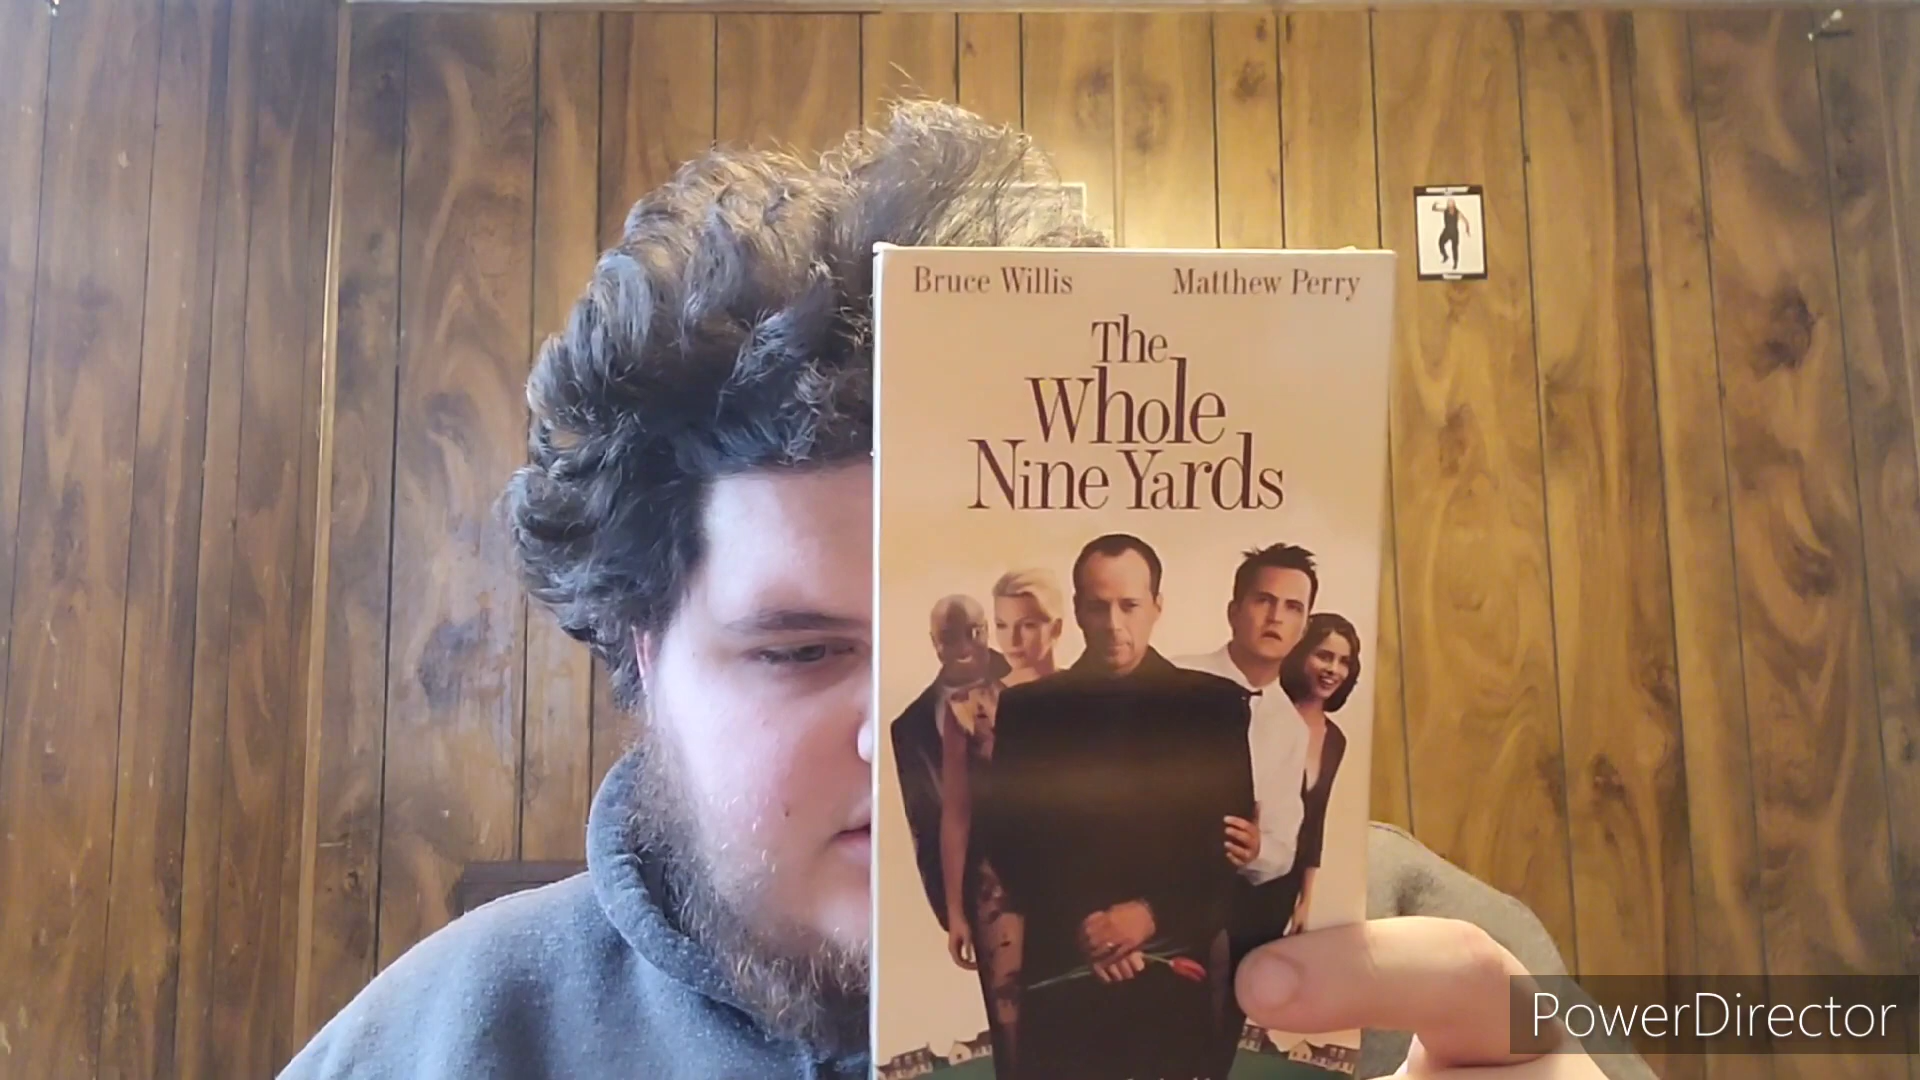 Bruce Willis
Matthew Perry
The
Whole
Nine Yards
PowerDirector